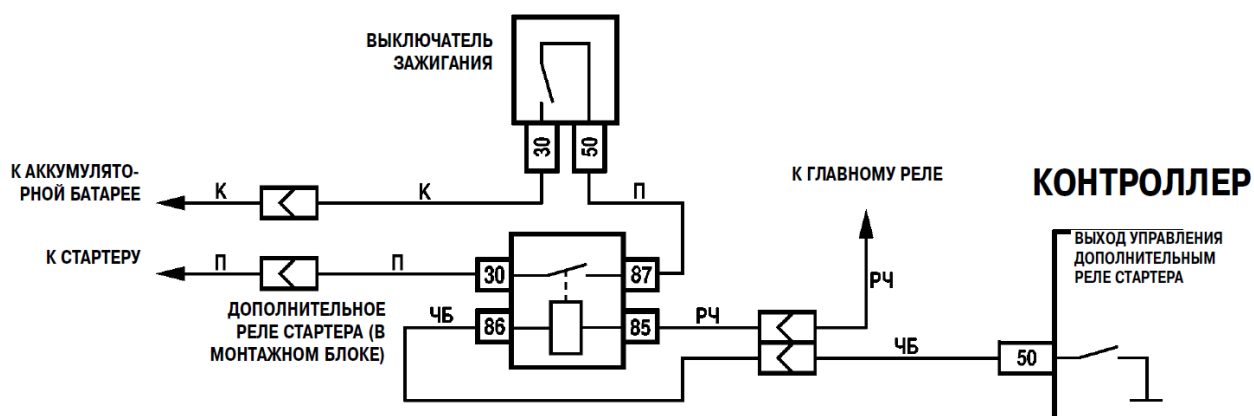 ВЫКЛЮЧАТЕЛЬ
ЗАЖИГАНИЯ
30
50
К АККУМУЛЯТО-
РНОЙ БАТАРЕЕ
К
К
П
К ГЛАВНОМУ РЕЛЕ
КОНТРОЛЛЕР
К СТАРТЕРУ
П
П
30
87
ВЫХОД УПРАВЛЕНИЯ
ДОПОЛНИТЕЛЬНЫМ
РЕЛЕ СТАРТЕРА
РЧ
ДОПОЛНИТЕЛЬНОЕ
РЕЛЕ СТАРТЕРА (В
МОНТАЖНОМ БЛОКЕ)
ЧБ
86
85
РЧ
ЧБ
50